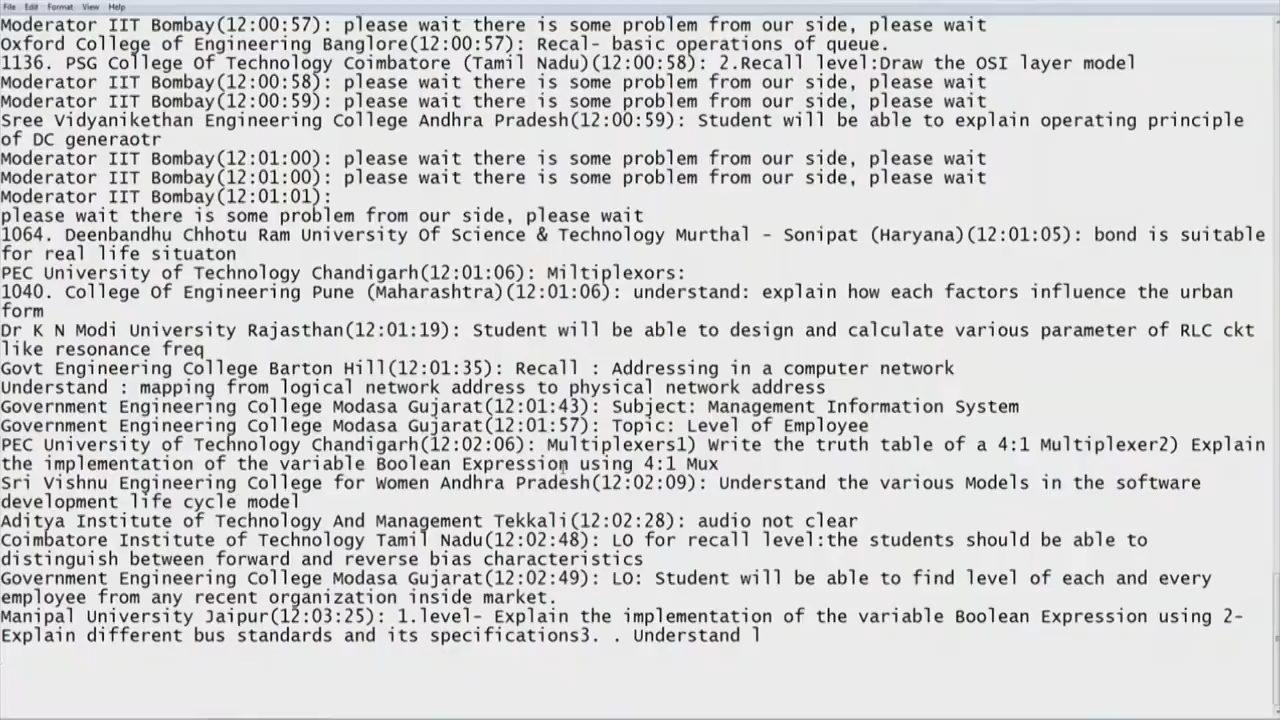 File Edit Format View Help
Moderator IIT Bombay(12:00:57): please wait there is some problem from our side, please wait
Oxford College of Engineering Banglore(12:00:57): Recal- basic operations of queue.
1136. PSG College of Technology Coimbatore (Tamil Nadu)(12:00:58): 2.Recall level:Draw the OSI layer model
Moderator IIT Bombay(12:00:58): please wait there is some problem from our side, please wait
Moderator IIT Bombay(12:00:59): please wait there is some problem from our side, please wait
Sree Vidyanikethan Engineering College Andhra Pradesh(12:00:59): Student will be able to explain operating principle
of DC generaotr
Moderator IIT Bombay(12:01:00): please wait there is some problem from our side, please wait
Moderator IIT Bombay(12:01:00): please wait there is some problem from our side, please wait
Moderator IIT Bombay(12:01:01):
please wait there is some problem from our side, please wait
1064. Deenbandhu Chhotu Ram University Of Science & Technology Murthal - Sonipat (Haryana)(12:01:05): bond is suitable
for real life situaton
PEC University of Technology Chandigarh(12:01:06): Miltiplexors:
1040. College Of Engineering Pune (Maharashtra)(12:01:06): understand: explain how each factors influence the urban
form
Dr K N Modi University Rajasthan(12:01:19): Student will be able to design and calculate various parameter of RLC ckt
like resonance freq
Govt Engineering College Barton Hill(12:01:35): Recall : Addressing in a computer network
Understand : mapping from logical network address to physical network address
Government Engineering College Modasa Gujarat(12:01:43): Subject: Management Information System
Government Engineering College Modasa Gujarat(12:01:57): Topic: Level of Employee
PEC University of Technology Chandigarh(12:02:06): Multiplexers1) Write the truth table of a 4:1 Multiplexer2) Explain
the implementation of the variable Boolean Expression using 4:1 Mux
Sri Vishnu Engineering College for Women Andhra Pradesh(12:02:09): Understand the various Models in the software
development life cycle model
Aditya Institute of Technology And Management Tekkali(12:02:28): audio not clear
Coimbatore Institute of Technology Tamil Nadu(12:02:48): LO for recall level:the students should be able to
distinguish between forward and reverse bias characteristics
Government Engineering College Modasa Gujarat(12:02:49): LO: Student will be able to find level of each and every
employee from any recent organization inside market.
Manipal University Jaipur(12:03:25): 1.level- Explain the implementation of the variable Boolean Expression using 2-
Explain different bus standards and its specifications3. . Understand l